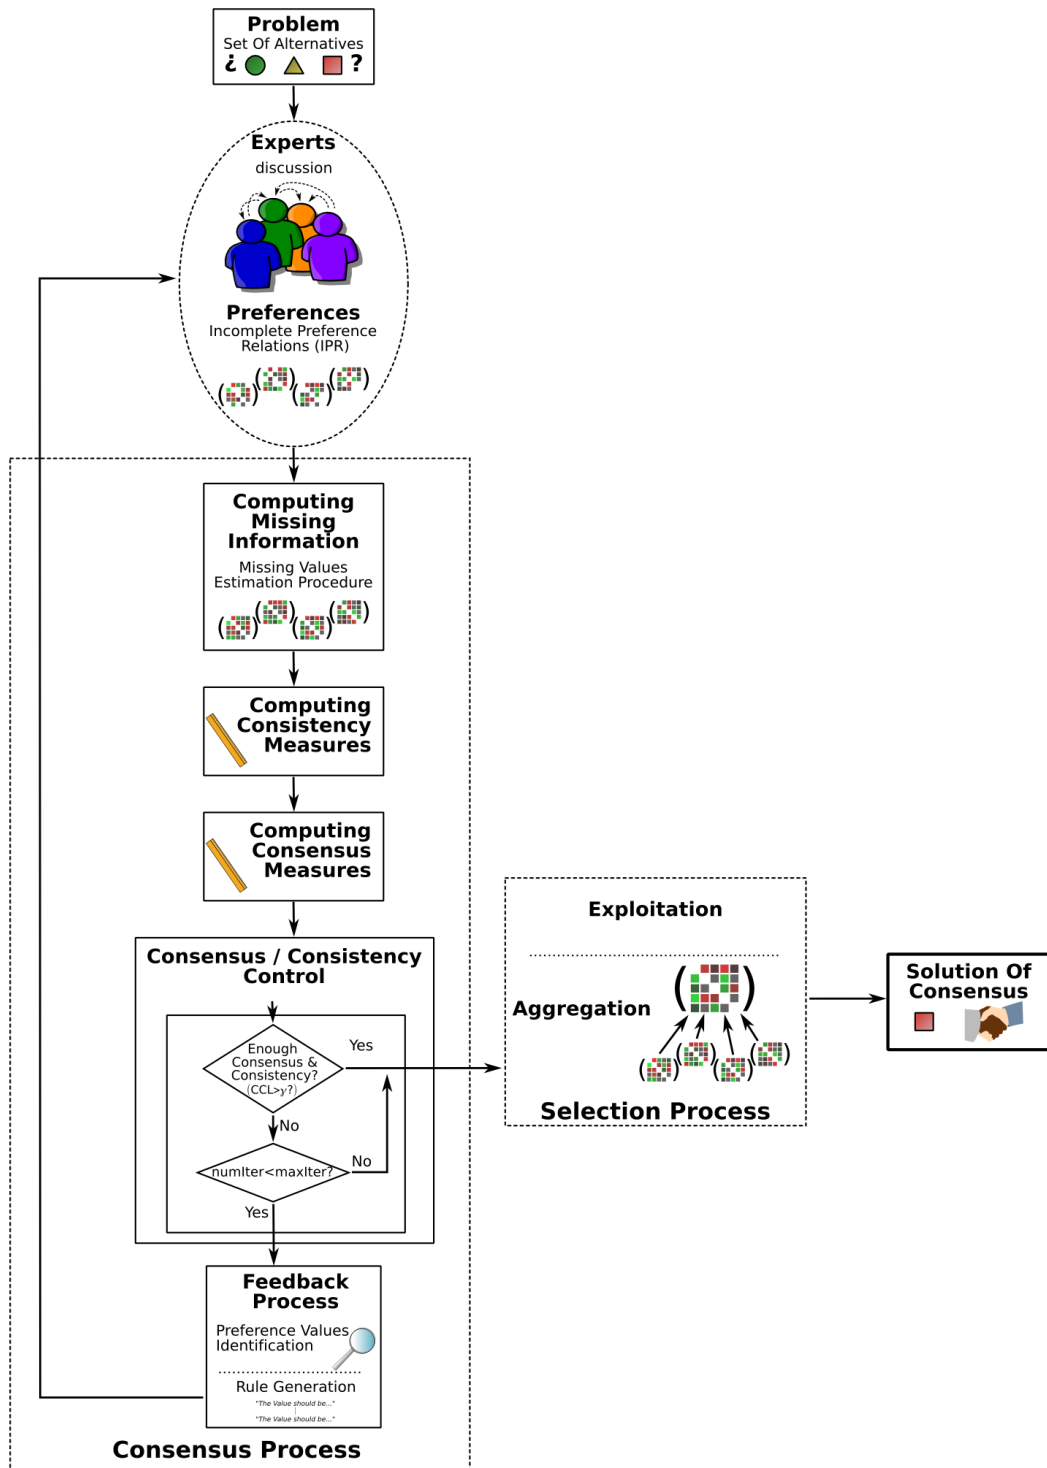 Problem
Set Of Alternatives
¿ ?
Experts
discussion
Preferences
Incomplete Preference
Relations (IPR)
Computing
Missing
Information
Missing Values
Estimation Procedure
Computing
Consistency
Measures
Computing
Consensus
Measures
Consensus / Consistency
Control
Enough
Consensus &
Consistency?
(CCL>γ?)
Yes
No
numIter<maxIter?
No
Yes
Feedback
Process
Preference Values
Identification
Rule Generation
"The Value should be..."
"The Value should be..."
Consensus Process
Exploitation
Aggregation
Selection Process
Solution Of
Consensus